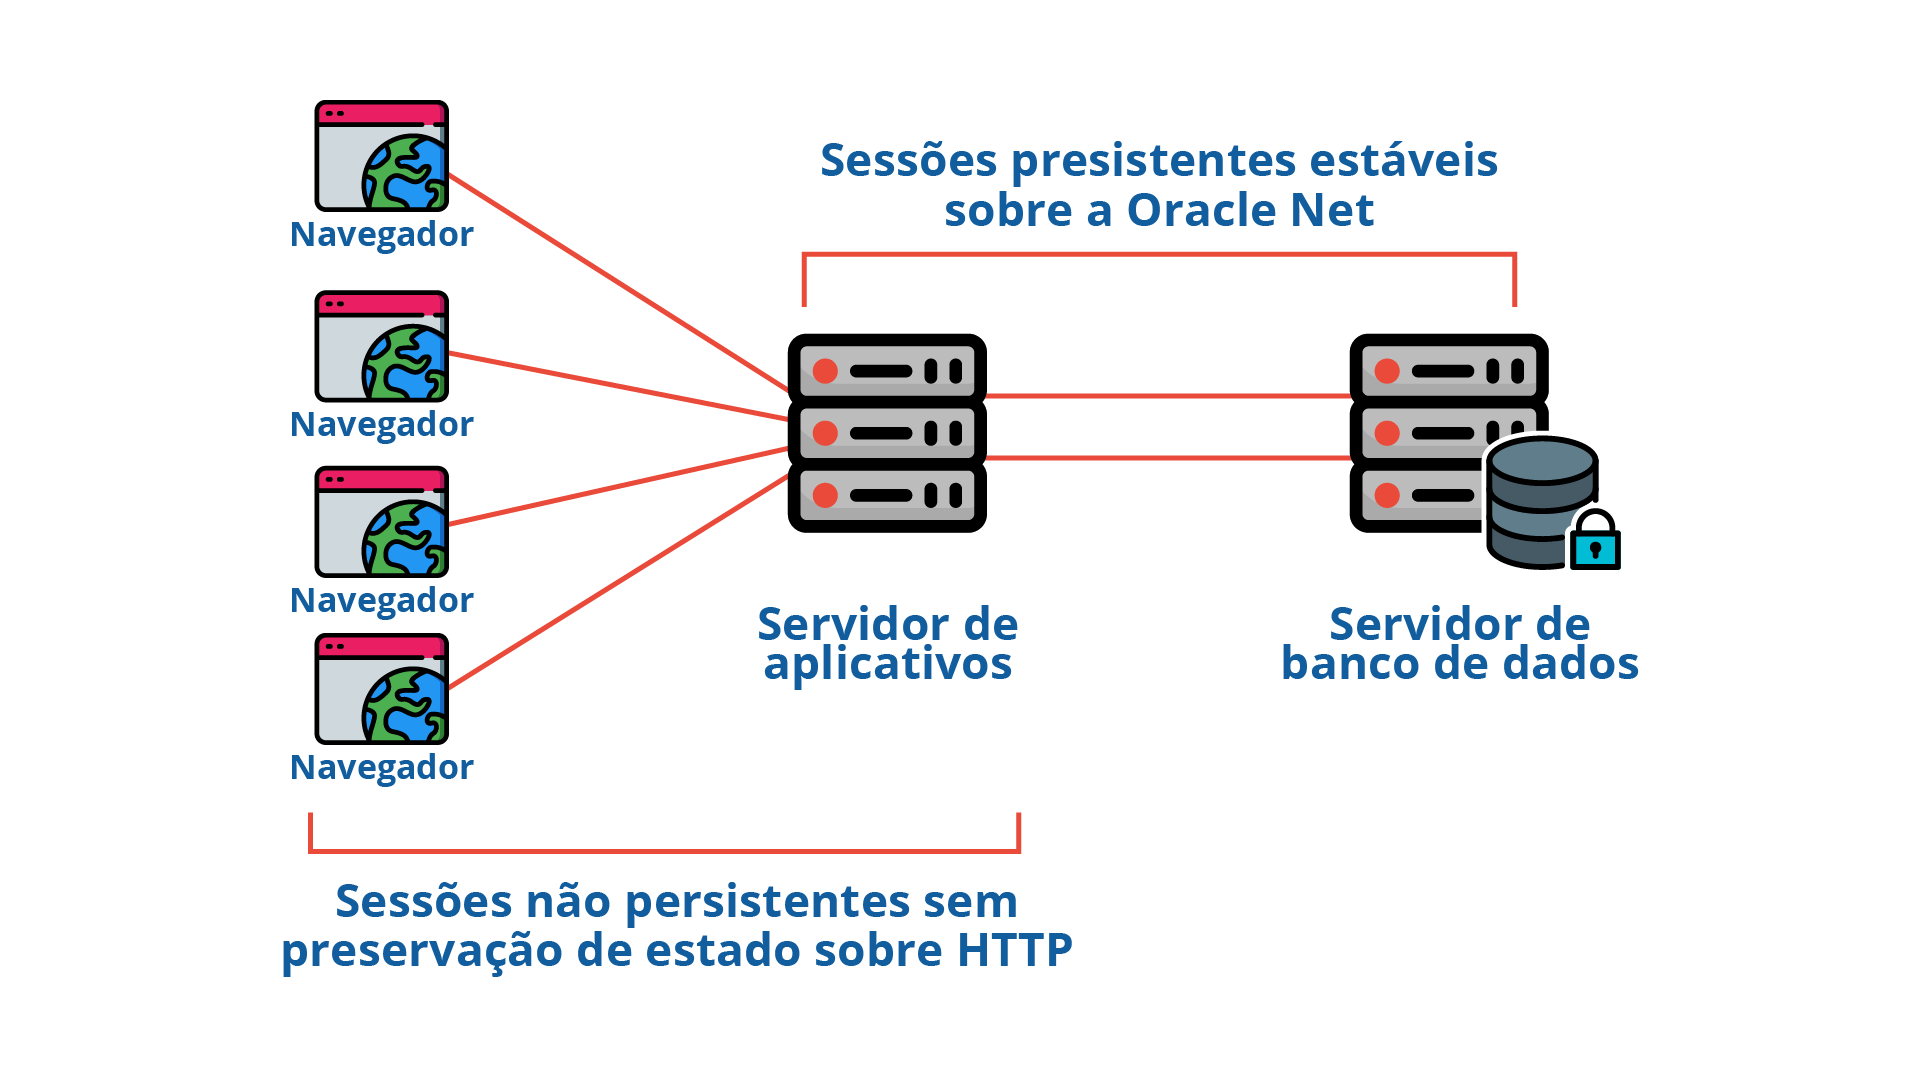 Navegador
Navegador
Navegador
Navegador
Sessões presistentes estáveis
sobre a Oracle Net
Servidor de
aplicativos
Servidor de
banco de dados
Sessões não persistentes sem
preservação de estado sobre HTTP